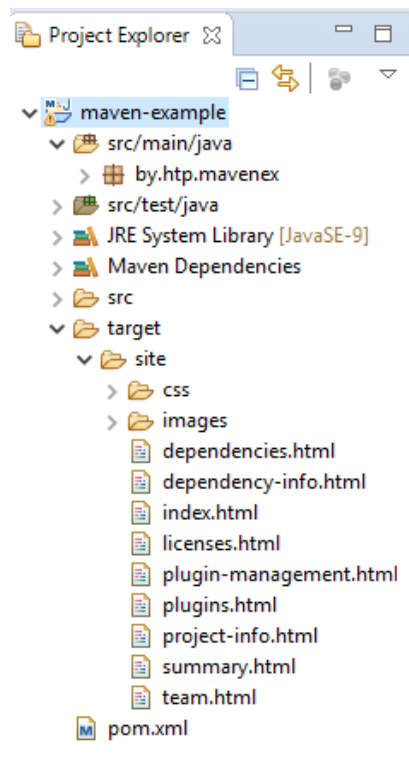 Project Explorer
maven-example
src/main/java
by.htp.mavenex
src/test/java
JRE System Library [JavaSE-9]
Maven Dependencies
src
target
site
css
images
dependencies.html
dependency-info.html
index.html
licenses.html
plugin-management.html
plugins.html
project-info.html
summary.html
team.html
pom.xml